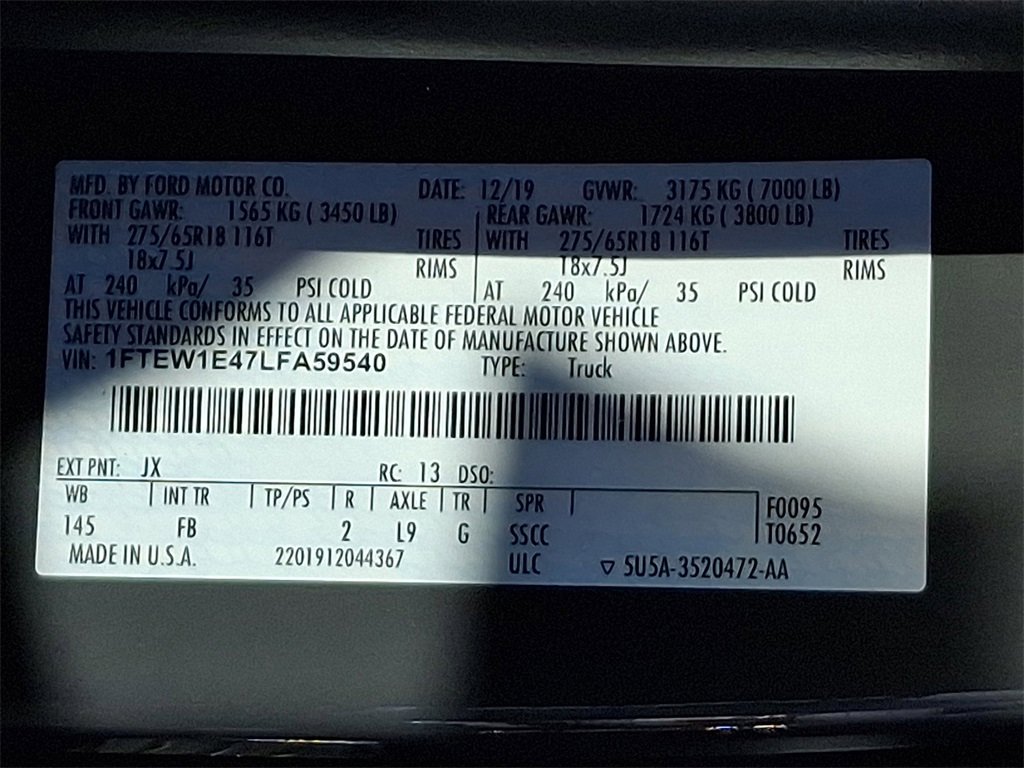 MFD. BY FORD MOTOR CO. DATE: 12/19 GVWR: 3175 KG ( 7000 LB)
FRONT GAWR: 1565 KG ( 3450 LB) REAR GAWR: 1724 KG ( 3800 LB)
WITH 275/65R18 116T TIRES WITH 275/65R18 116T TIRES
18x7.5J RIMS 18x7.5J RIMS
AT 240 kPa/ 35 PSI COLD AT 240 kPa/ 35 PSI COLD
THIS VEHICLE CONFORMS TO ALL APPLICABLE FEDERAL MOTOR VEHICLE
SAFETY STANDARDS IN EFFECT ON THE DATE OF MANUFACTURE SHOWN ABOVE.
VIN: 1FTEW1E47LFA59540 TYPE: Truck
EXT PNT: JX RC: 13 DSO:
WB INT TR TP/PS R AXLE TR SPR F0095
145 FB 2 L9 G SSCC T0652
MADE IN U.S.A. 2201912044367 ULC ▽ 5U5A-3520472-AA